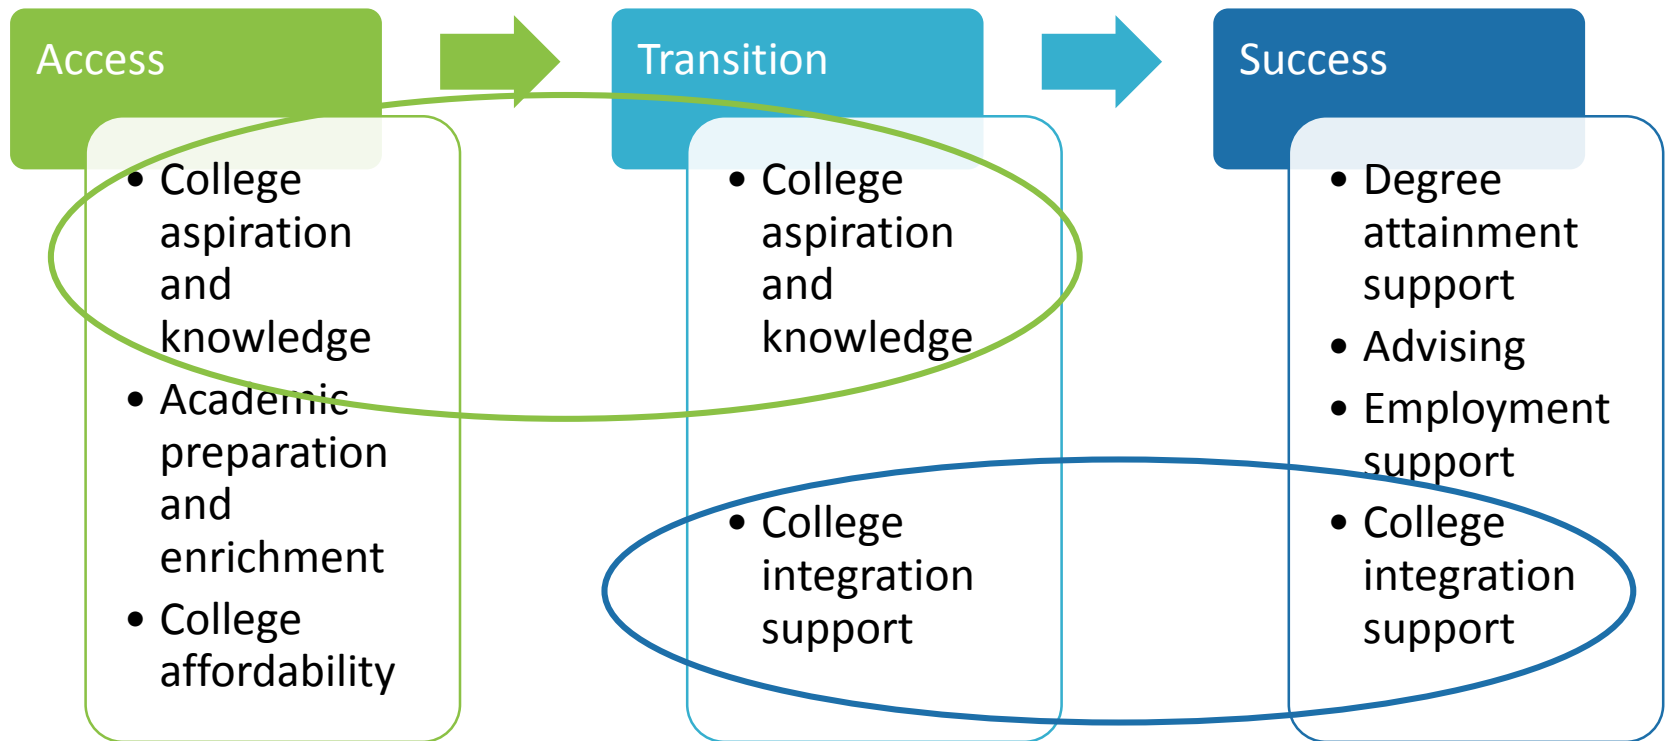 Access
• College
aspiration
and
knowledge
• Academic
preparation
and
enrichment
• College
affordability
Transition
• College
aspiration
and
knowledge
• College
integration
support
Success
• Degree
attainment
support
• Advising
• Employment
support
• College
integration
support